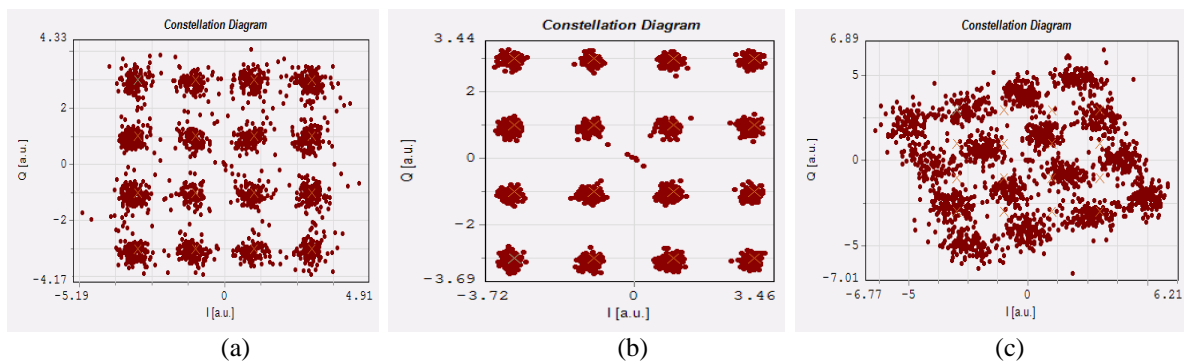 Constellation Diagram
4.33
2
0
-2
-4.17
Q [a.u.]
-5.19
0
4.91
I [a.u.]
(a)
Constellation Diagram
3.44
2
0
-2
-3.69
Q [a.u.]
-3.72
0
3.46
I [a.u.]
(b)
Constellation Diagram
6.89
5
0
-5
-7.01
Q [a.u.]
-6.77
-5
0
6.21
I [a.u.]
(c)